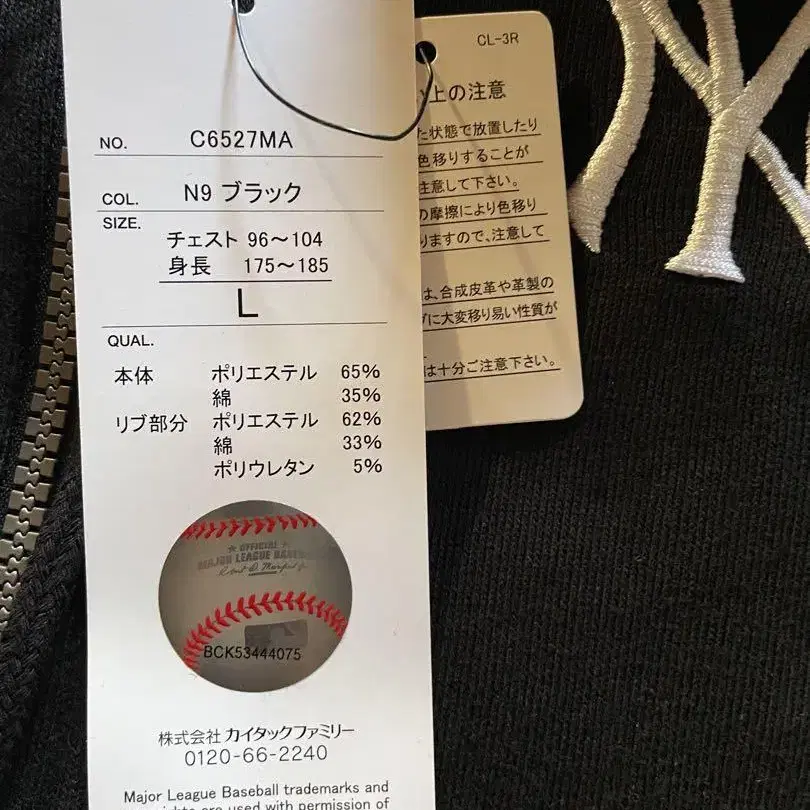 NO. C6527MA
COL. N9 ブラック
SIZE.
チェスト 96～104
身長 175～185
L
QUAL.
本体 ポリエステル 65%
綿 35%
リブ部分 ポリエステル 62%
綿 33%
ポリウレタン 5%
OFFICIAL
MAJOR LEAGUE
BCK53444075
株式会社 カイタックファミリー
0120-66-2240
Major League Baseball trademarks and
are used with permission of
CL-3R
上の注意
た状態で放置したり
色移りすることが
注意して下さい。
の摩擦により色移り
りますので、注意して
は、合成皮革や革製の
に大変移り易い性質が
は十分ご注意下さい。
NY